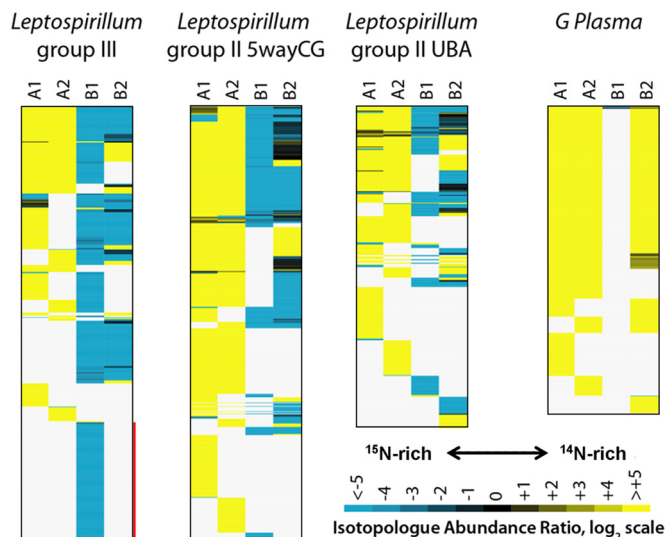 Leptospirillum
group III
Leptospirillum
group II 5wayCG
Leptospirillum
group II UBA
G Plasma
A1 A2 B1 B2
A1 A2 B1 B2
A1 A2 B1 B2
A1 A2 B1 B2
15N-rich 14N-rich
<-5 -4 -3 -2 -1 0 +1 +2 +3 +4 >+5
Isotopologue Abundance Ratio, log2 scale